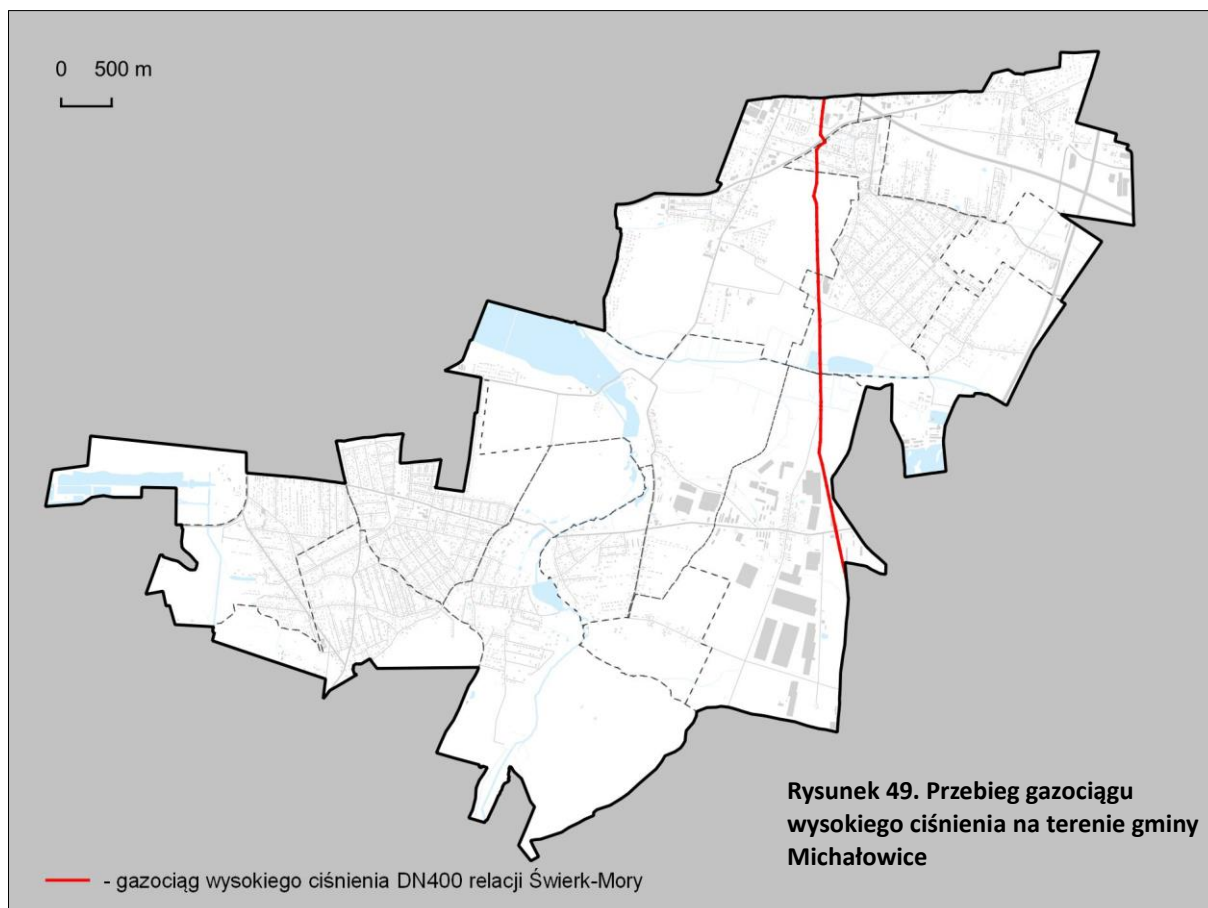 0 500 m
Rysunek 49. Przebieg gazociągu
wysokiego ciśnienia na terenie gminy
Michałowice
- gazociąg wysokiego ciśnienia DN400 relacji Świerk-Mory